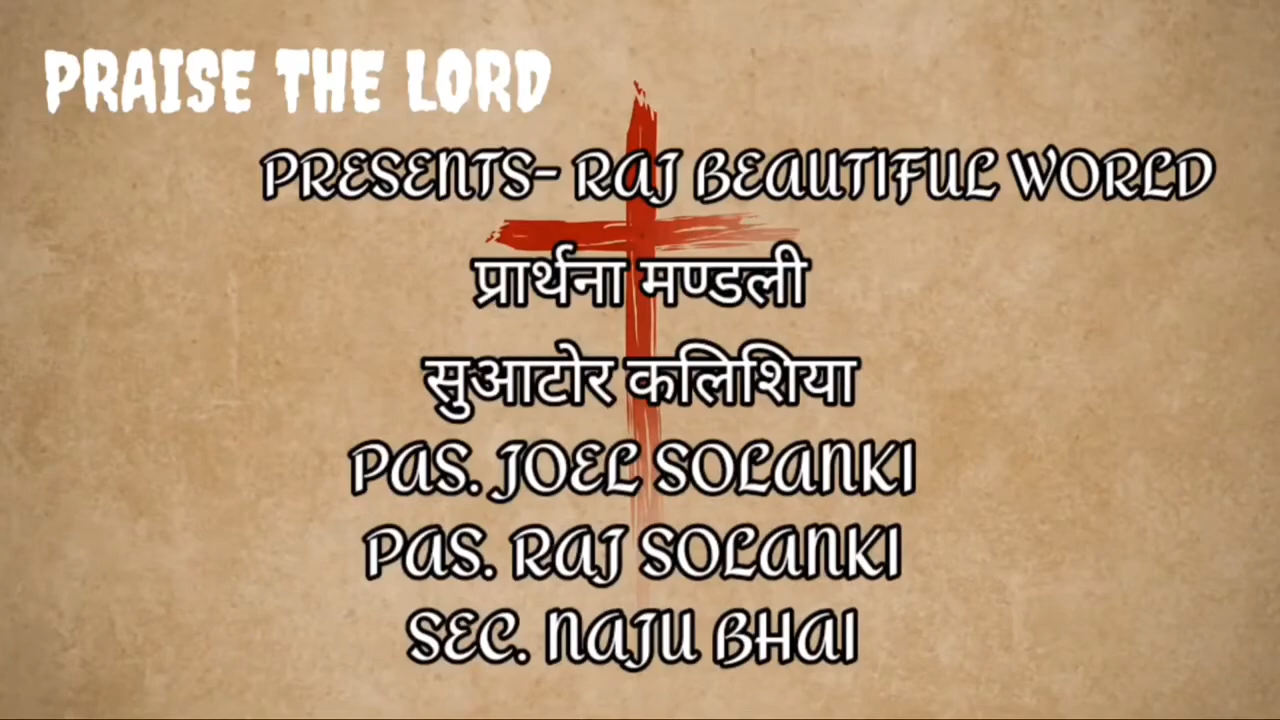 PRAISE THE LORD
PRESENTS- RAJ BEAUTIFUL WORLD
प्रार्थना मण्डली
सुआटोर कलिशिया
PAS. JOEL SOLANKI
PAS. RAJ SOLANKI
SEC. NAJU BHAI